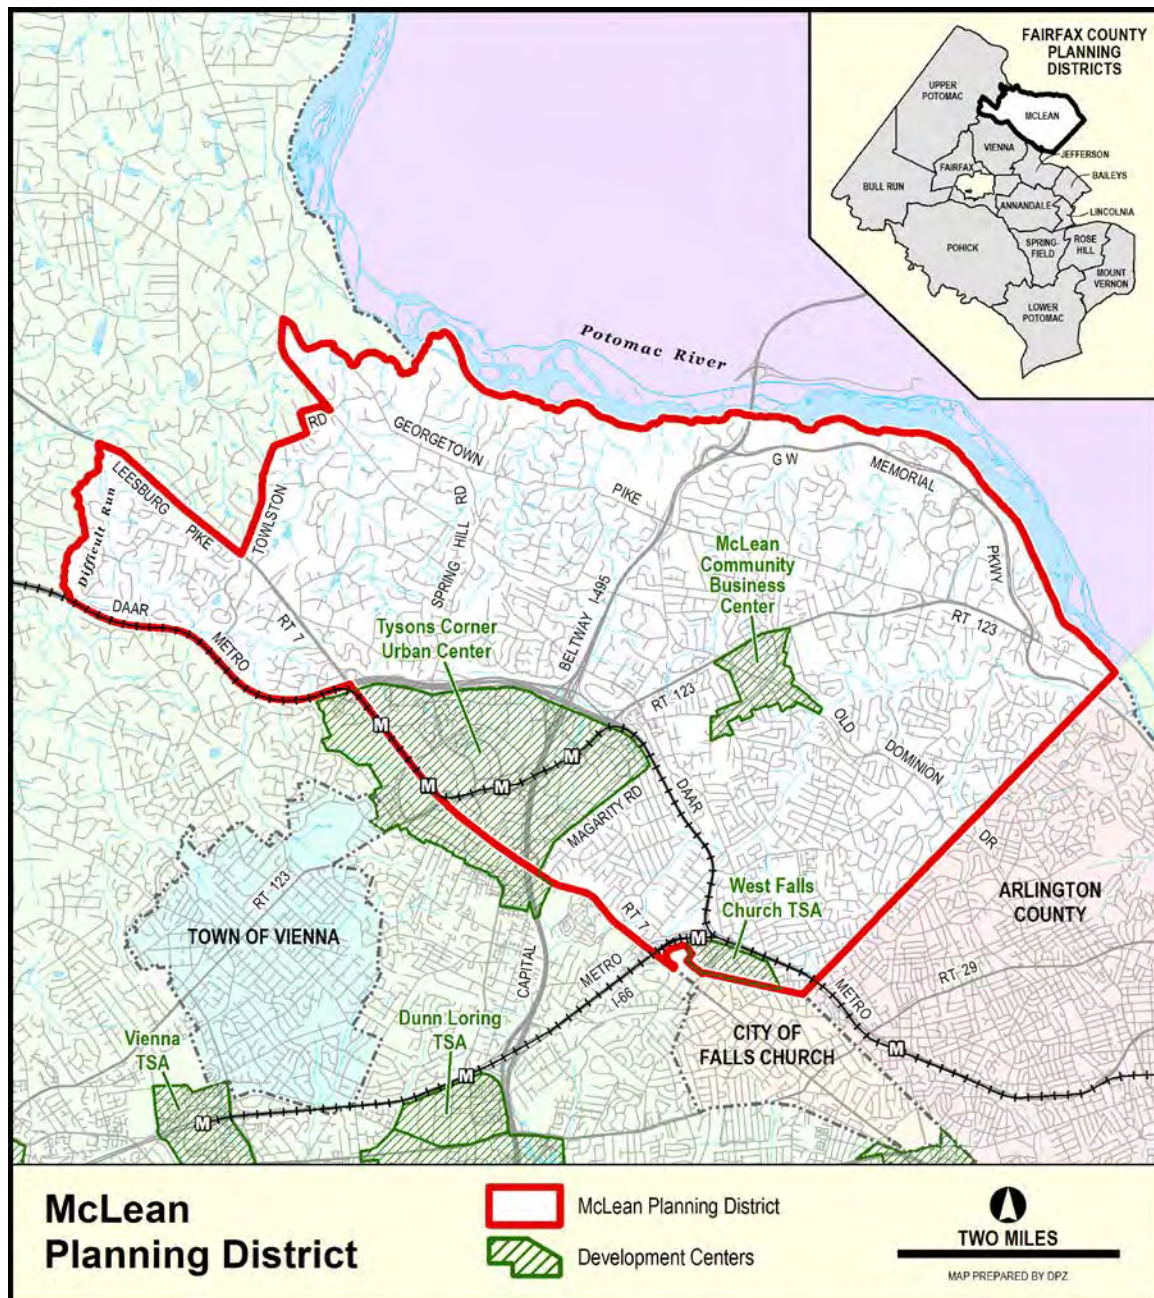 FAIRFAX COUNTY
PLANNING
DISTRICTS
UPPER
POTOMAC
MCLEAN
VIENNA
JEFFERSON
FAIRFAX
BAILEYS
BULL RUN
ANNANDALE
LINCOLNIA
POHICK
SPRING-
FIELD
ROSE
HILL
MOUNT
VERNON
LOWER
POTOMAC
Potomac River
RD
GEORGETOWN
G W
MEMORIAL
LEESBURG
PIKE
Difficult Run
TOWLSTON
SPRING HILL RD
PIKE
PKWY
McLean
Community
Business
Center
BELTWAY I-495
DAAR
METRO
RT 7
Tysons Corner
Urban Center
RT 123
RT 123
OLD
DOMINION
DR
M
M
M
M
DAAR
MAGARITY RD
West Falls
Church TSA
ARLINGTON
COUNTY
RT 123
TOWN OF VIENNA
RT 7
M
CAPITAL
METRO
I-66
METRO
RT 29
Dunn Loring
TSA
CITY OF
FALLS CHURCH
Vienna
TSA
M
M
M
McLean
Planning District
McLean Planning District
Development Centers
TWO MILES
MAP PREPARED BY DPZ